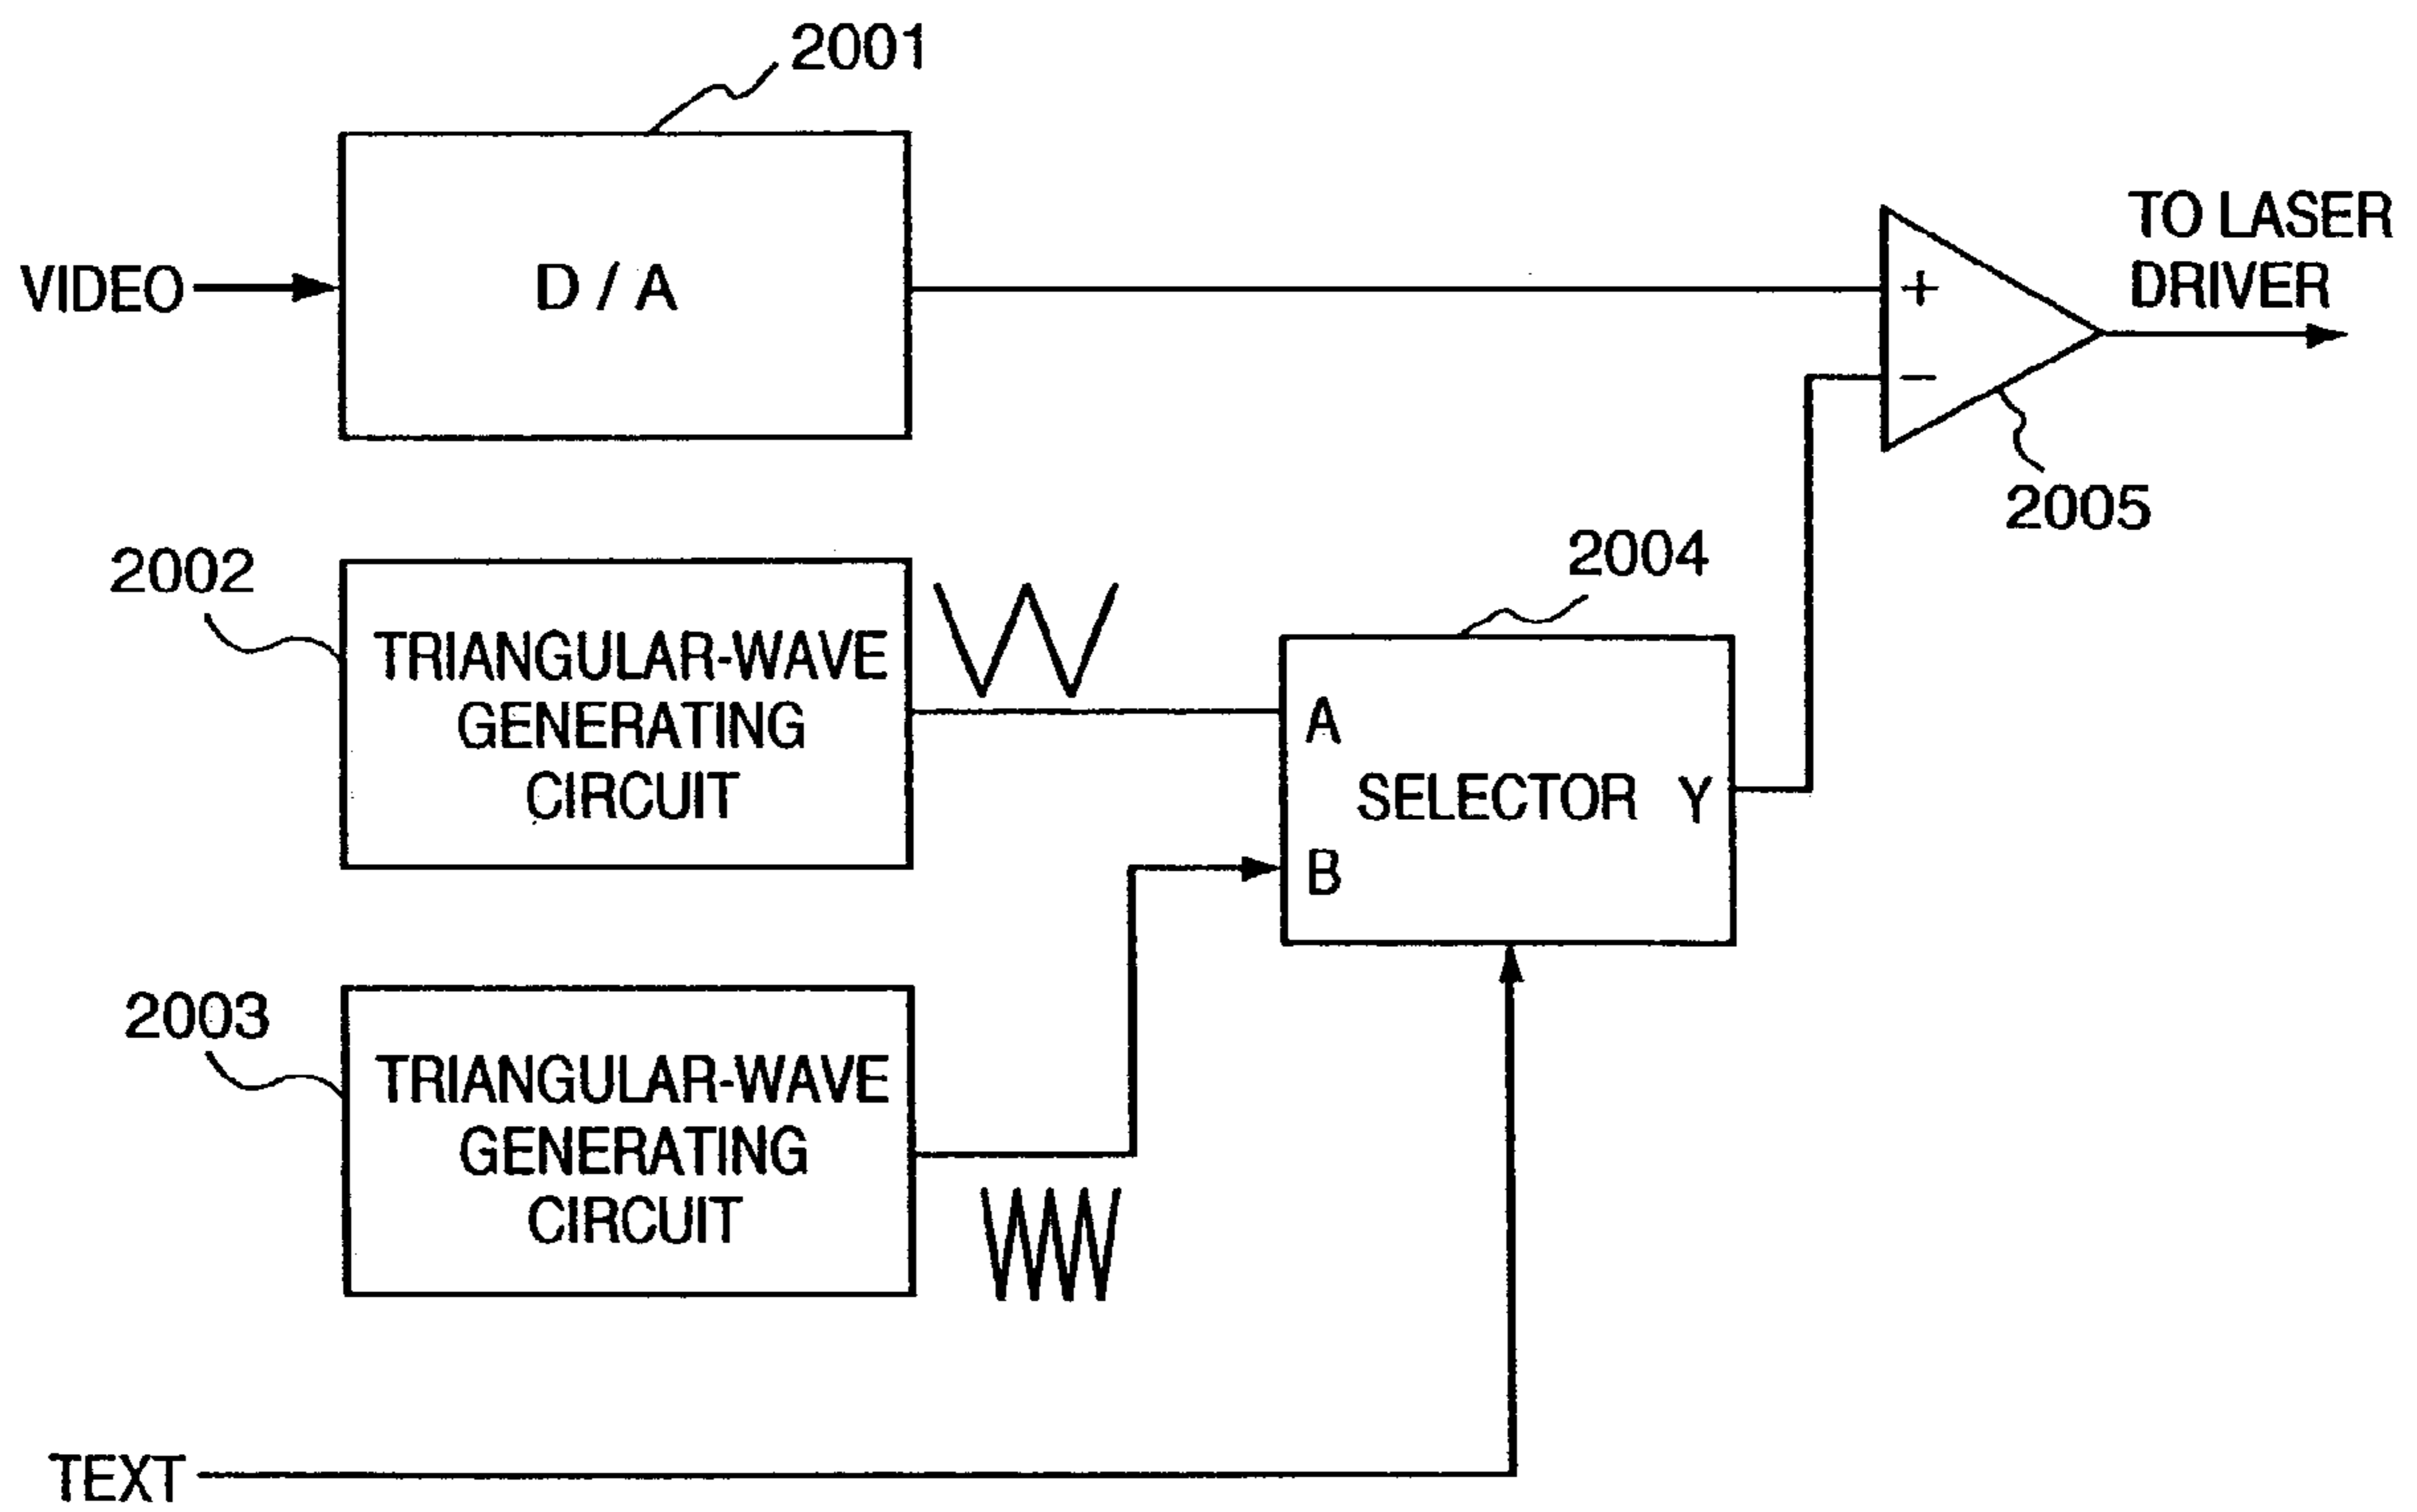 2001
VIDEO
D / A
+
−
TO LASER
DRIVER
2005
2002
TRIANGULAR-WAVE
GENERATING
CIRCUIT
2004
A
SELECTOR Y
B
2003
TRIANGULAR-WAVE
GENERATING
CIRCUIT
TEXT